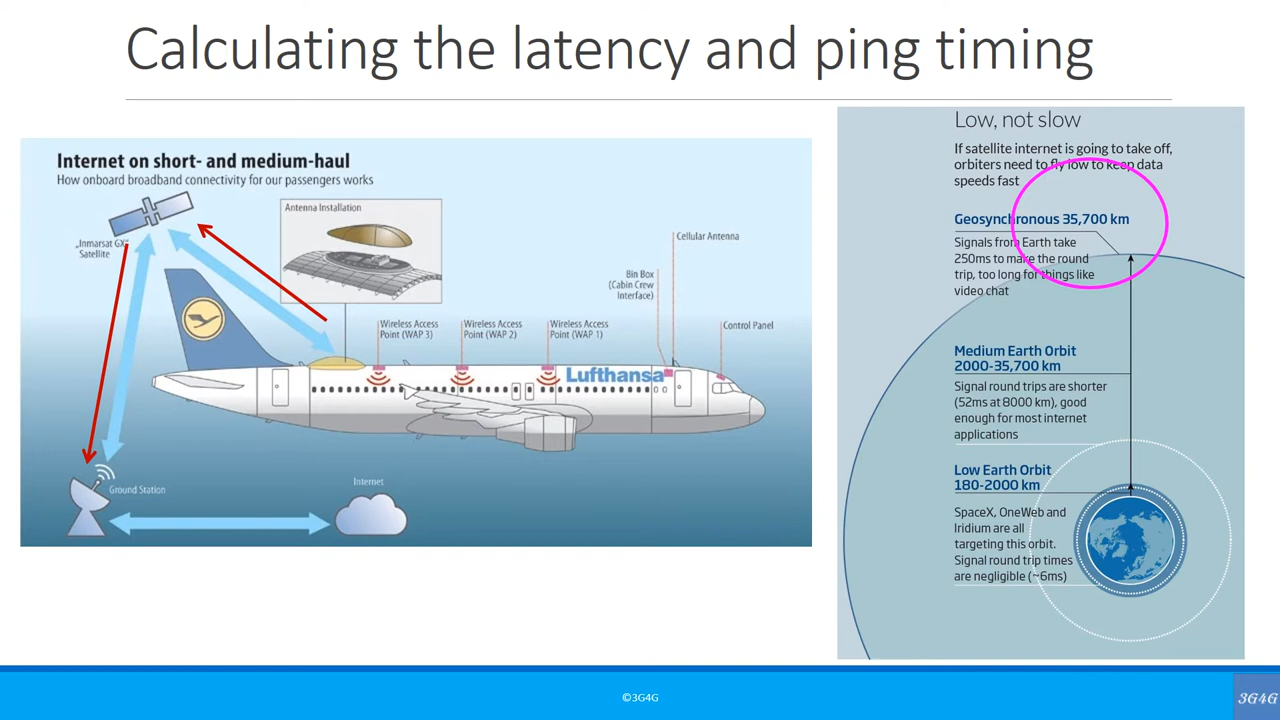 Calculating the latency and ping timing
Internet on short- and medium-haul
How onboard broadband connectivity for our passengers works
Antenna Installation
„Inmarsat GX“
Satellite
Cellular Antenna
Bin Box
(Cabin Crew
Interface)
Wireless Access
Point (WAP 3)
Wireless Access
Point (WAP 2)
Wireless Access
Point (WAP 1)
Control Panel
Lufthansa
Ground Station
Internet
Low, not slow
If satellite internet is going to take off,
orbiters need to fly low to keep data
speeds fast
Geosynchronous 35,700 km
Signals from Earth take
250ms to make the round
trip, too long for things like
video chat
Medium Earth Orbit
2000-35,700 km
Signal round trips are shorter
(52ms at 8000 km), good
enough for most internet
applications
Low Earth Orbit
180-2000 km
SpaceX, OneWeb and
Iridium are all
targeting this orbit.
Signal round trip times
are negligible (~6ms)
©3G4G
3G4G